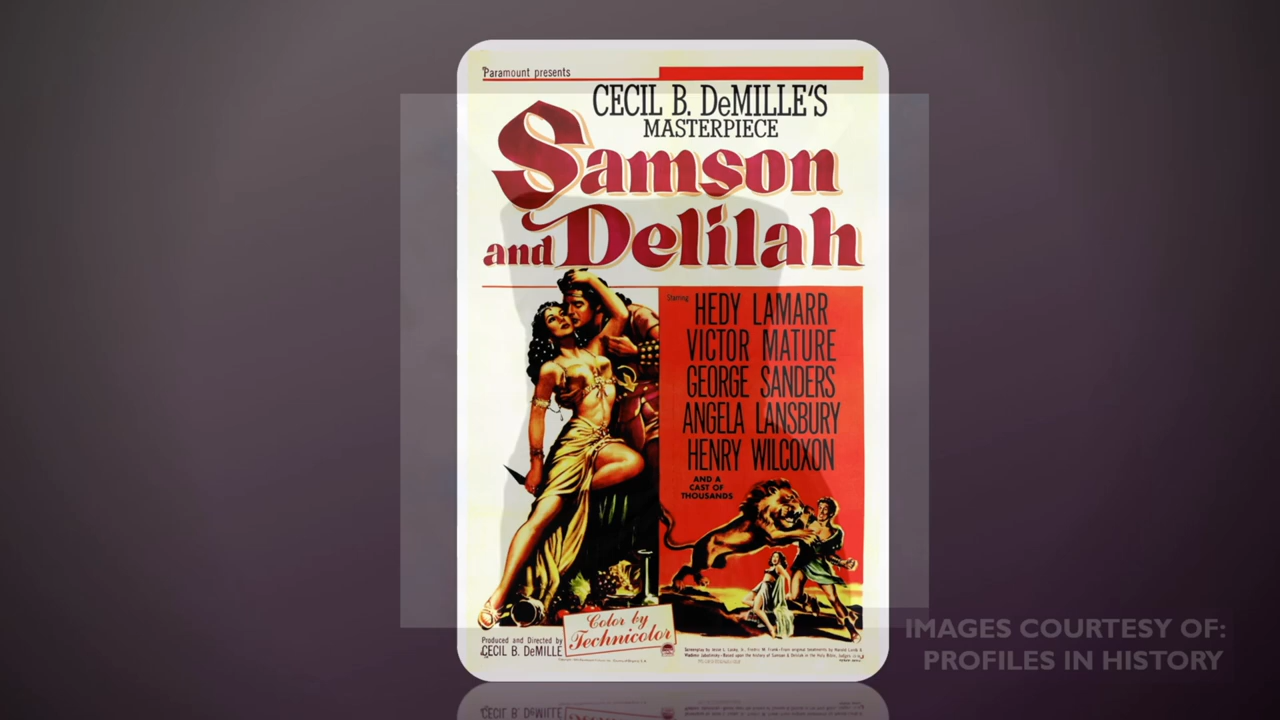 Paramount presents
CECIL B. DeMILLE'S
MASTERPIECE
Samson
and Delilah
Starring
HEDY LAMARR
VICTOR MATURE
GEORGE SANDERS
ANGELA LANSBURY
HENRY WILCOXON
AND A
CAST OF
THOUSANDS
Color by
Technicolor
Produced and Directed by
CECIL B. DeMILLE
IMAGES COURTESY OF:
PROFILES IN HISTORY